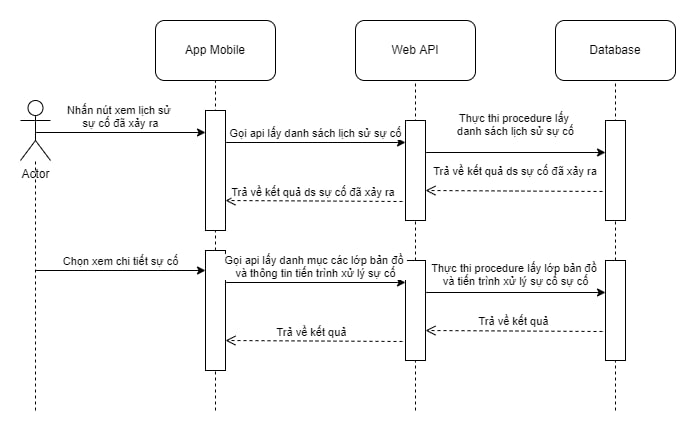 App Mobile
Web API
Database
Nhấn nút xem lịch sử
sự cố đã xảy ra
Actor
Gọi api lấy danh sách lịch sử sự cố
Thực thi procedure lấy
danh sách lịch sử sự cố
Trả về kết quả ds sự cố đã xảy ra
Trả về kết quả ds sự cố đã xảy ra
Chọn xem chi tiết sự cố
Gọi api lấy danh mục các lớp bản đồ
và thông tin tiến trình xử lý sự cố
Thực thi procedure lấy lớp bản đồ
và tiến trình xử lý sự cố sự cố
Trả về kết quả
Trả về kết quả